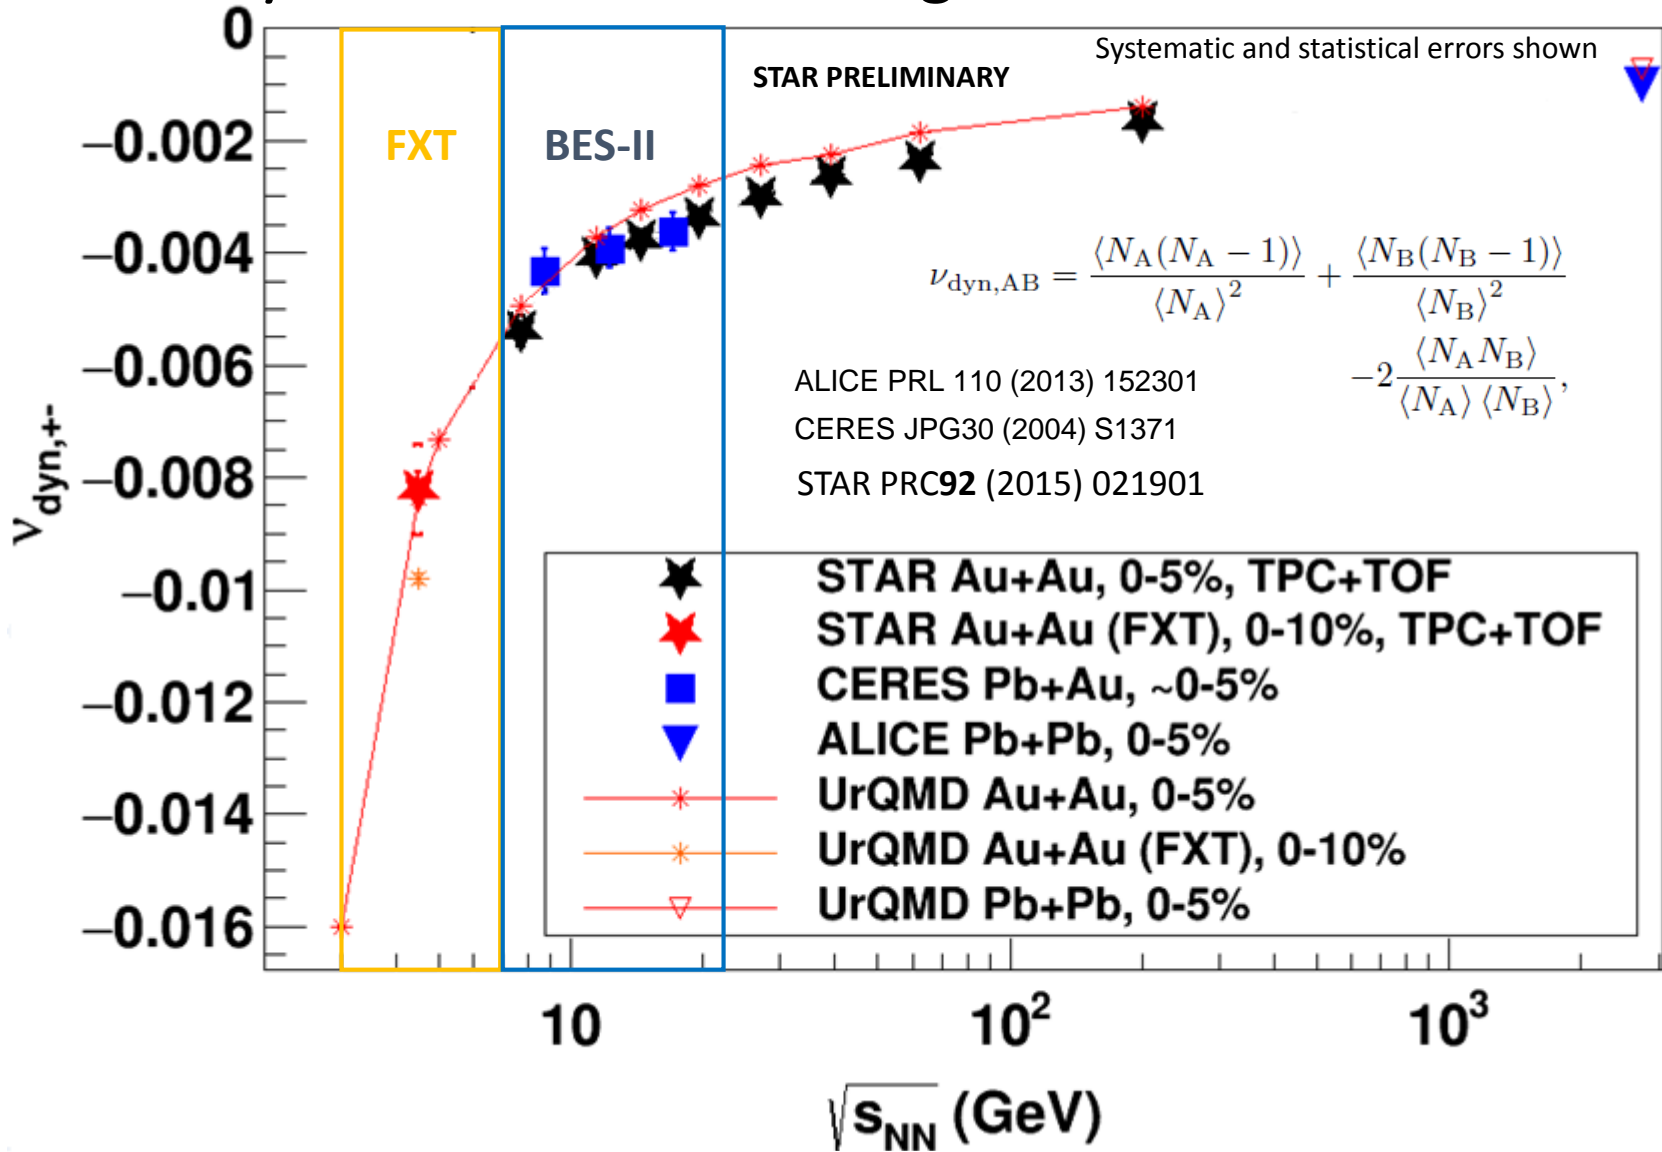 0
−0.002
−0.004
−0.006
−0.008
−0.01
−0.012
−0.014
−0.016
ν_dyn,+-
FXT
BES-II
STAR PRELIMINARY
Systematic and statistical errors shown
ν_dyn,AB = ⟨N_A(N_A − 1)⟩ / ⟨N_A⟩² + ⟨N_B(N_B − 1)⟩ / ⟨N_B⟩²
−2 ⟨N_A N_B⟩ / ⟨N_A⟩ ⟨N_B⟩,
ALICE PRL 110 (2013) 152301
CERES JPG30 (2004) S1371
STAR PRC92 (2015) 021901
STAR Au+Au, 0-5%, TPC+TOF
STAR Au+Au (FXT), 0-10%, TPC+TOF
CERES Pb+Au, ~0-5%
ALICE Pb+Pb, 0-5%
UrQMD Au+Au, 0-5%
UrQMD Au+Au (FXT), 0-10%
UrQMD Pb+Pb, 0-5%
10 10² 10³
√s_NN (GeV)